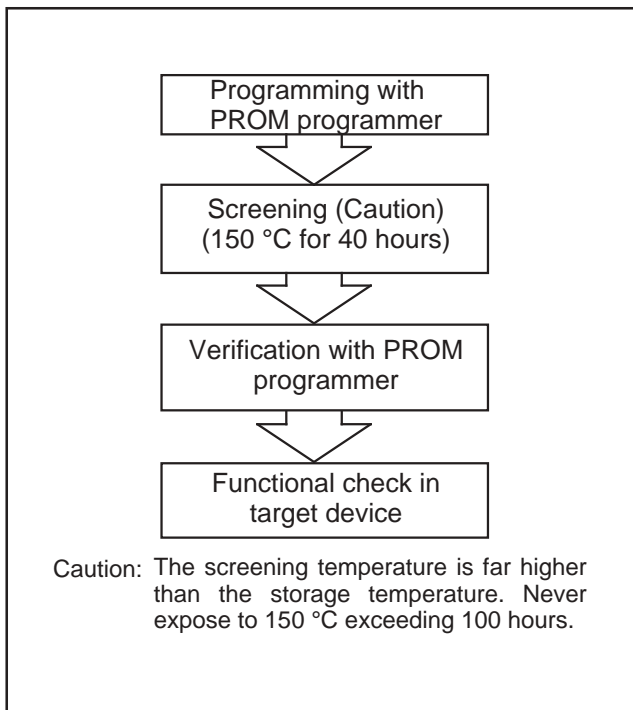 Programming with
PROM programmer
Screening (Caution)
(150 °C for 40 hours)
Verification with PROM
programmer
Functional check in
target device
Caution: The screening temperature is far higher
than the storage temperature. Never
expose to 150 °C exceeding 100 hours.